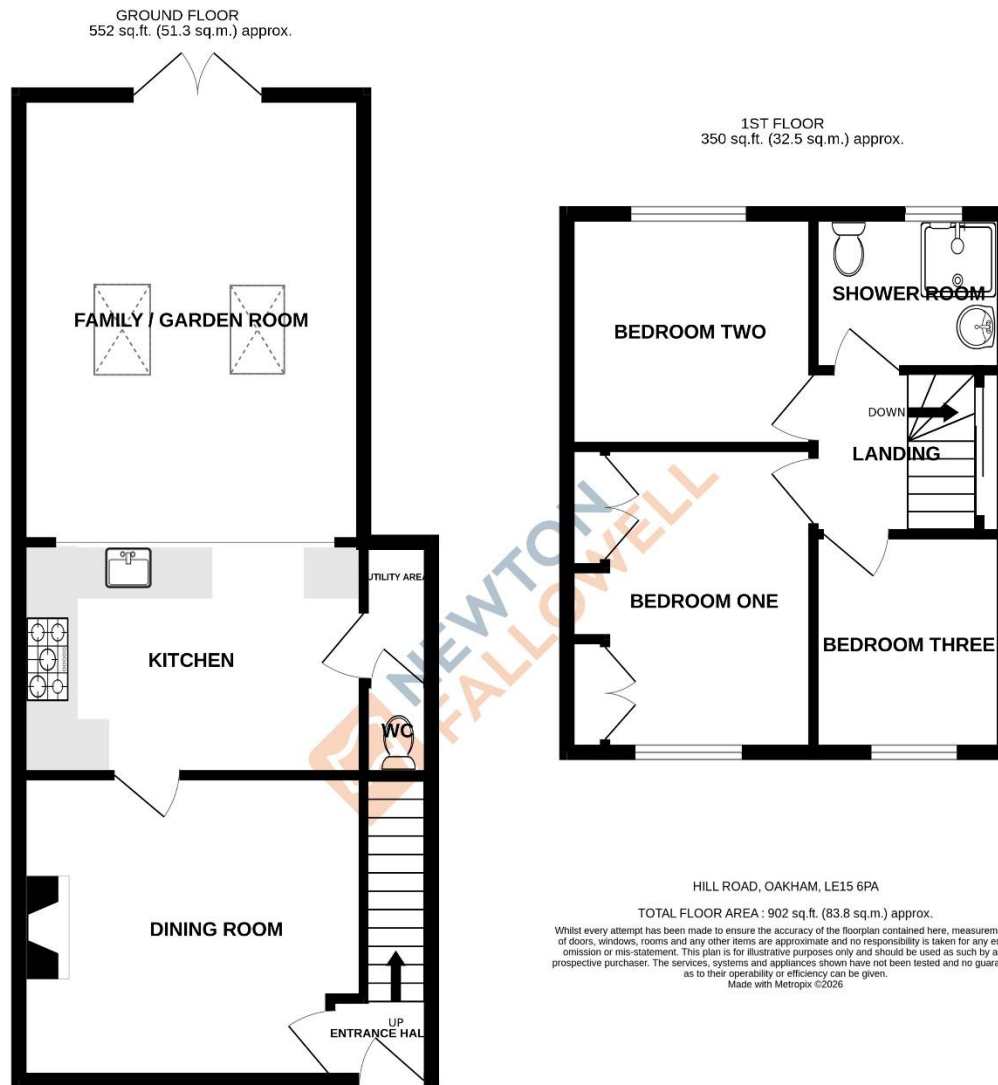 GROUND FLOOR
552 sq.ft. (51.3 sq.m.) approx.
FAMILY / GARDEN ROOM
UTILITY AREA
KITCHEN
WC
DINING ROOM
UP
ENTRANCE HALL
1ST FLOOR
350 sq.ft. (32.5 sq.m.) approx.
SHOWER ROOM
BEDROOM TWO
DOWN
LANDING
BEDROOM ONE
BEDROOM THREE
NEWTON
FALLOWELL
HILL ROAD, OAKHAM, LE15 6PA
TOTAL FLOOR AREA : 902 sq.ft. (83.8 sq.m.) approx.
Whilst every attempt has been made to ensure the accuracy of the floorplan contained here, measurem
of doors, windows, rooms and any other items are approximate and no responsibility is taken for any er
omission or mis-statement. This plan is for illustrative purposes only and should be used as such by a
prospective purchaser. The services, systems and appliances shown have not been tested and no guara
as to their operability or efficiency can be given.
Made with Metropix ©2026